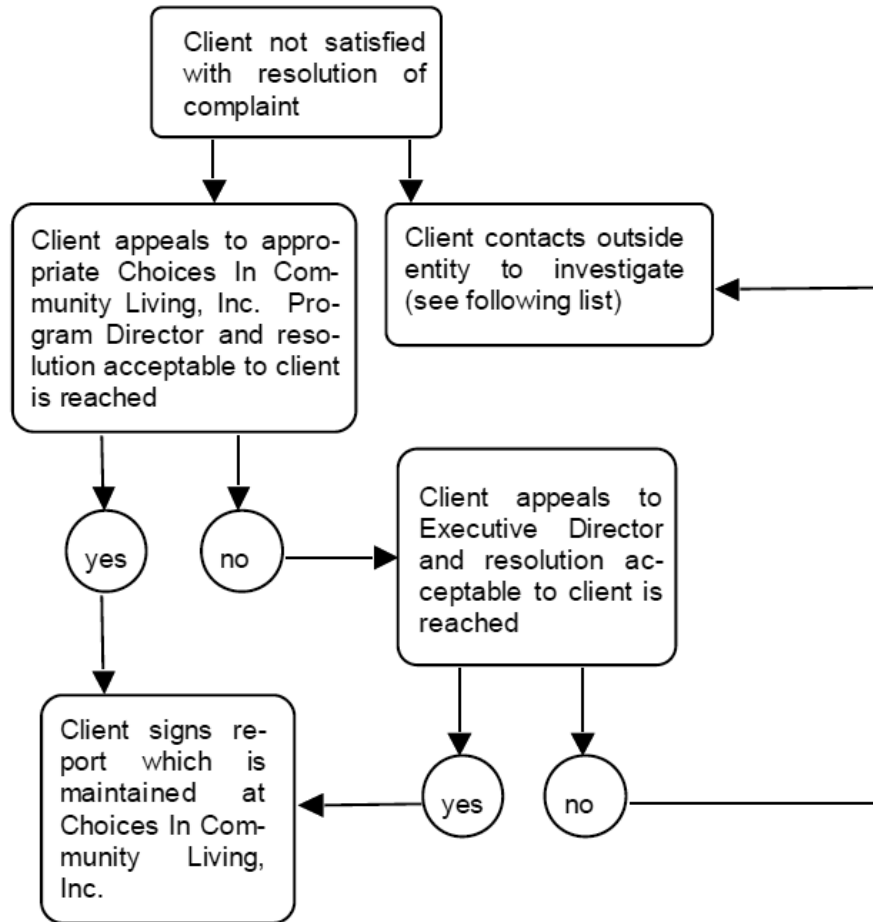 Client not satisfied
with resolution of
complaint
Client appeals to appro-
priate Choices In Com-
munity Living, Inc. Pro-
gram Director and reso-
lution acceptable to client
is reached
Client contacts outside
entity to investigate
(see following list)
yes
no
Client appeals to
Executive Director
and resolution ac-
ceptable to client is
reached
Client signs re-
port which is
maintained at
Choices In Com-
munity Living,
Inc.
yes
no